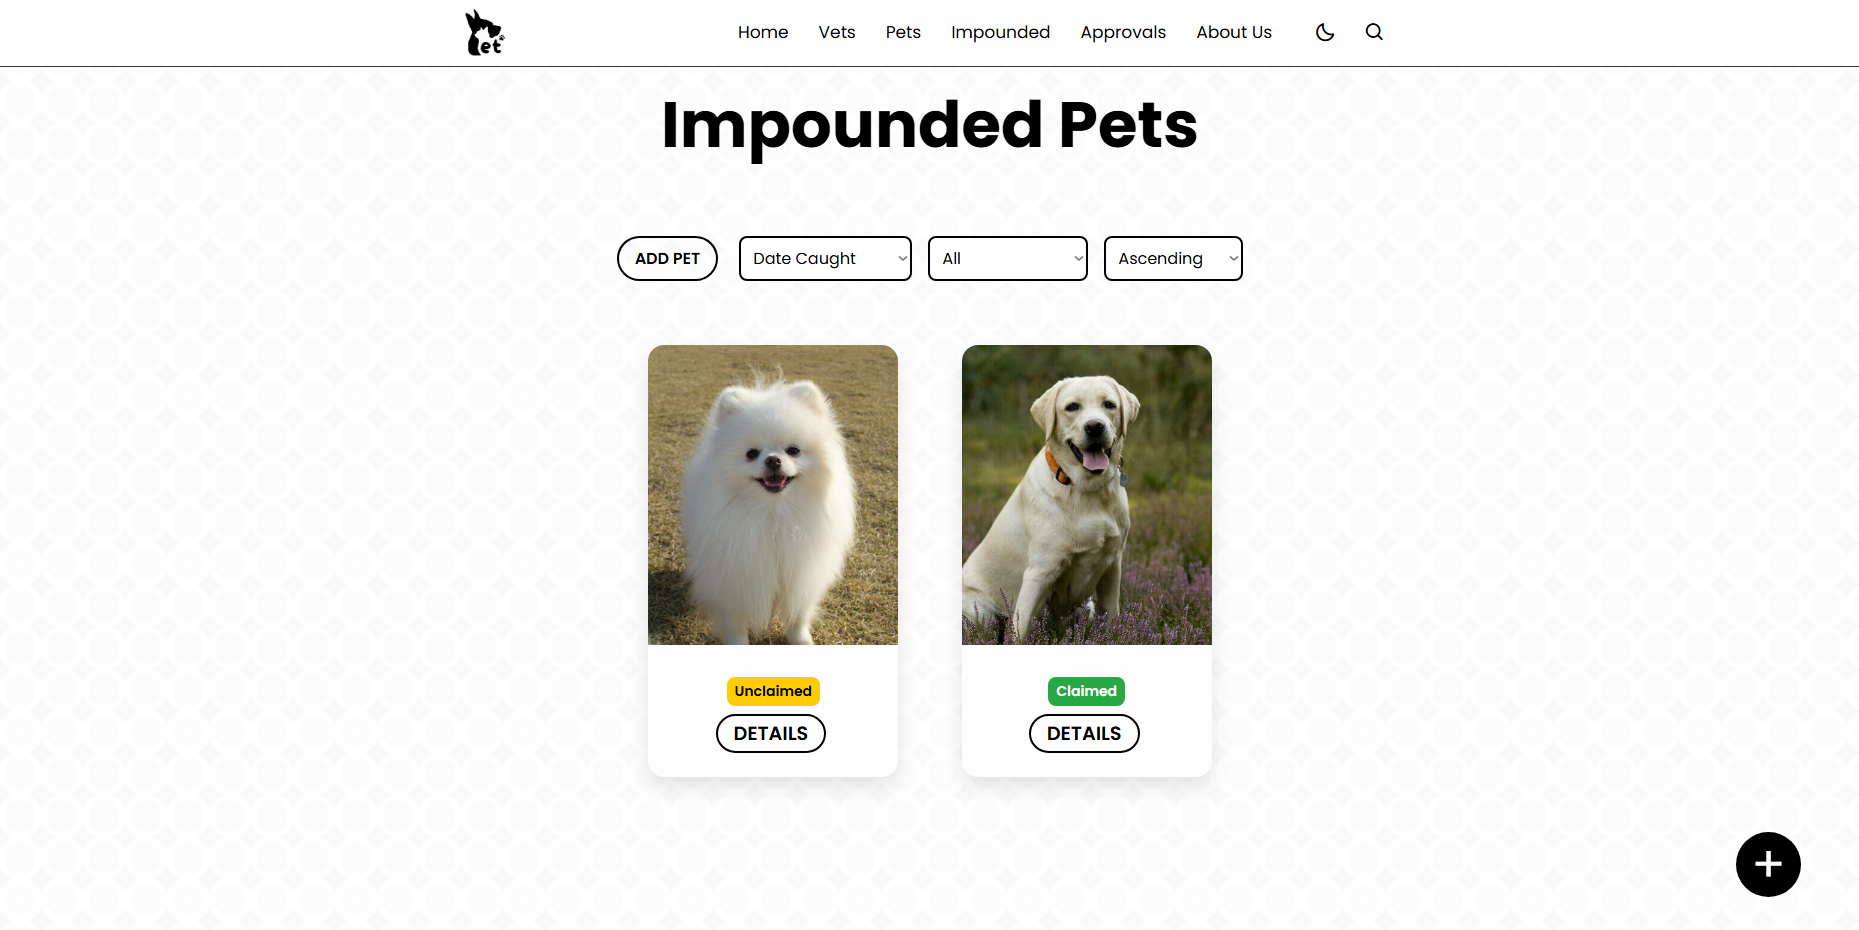 et
Home Vets Pets Impounded Approvals About Us
Impounded Pets
ADD PET Date Caught All Ascending
Unclaimed Claimed
DETAILS DETAILS